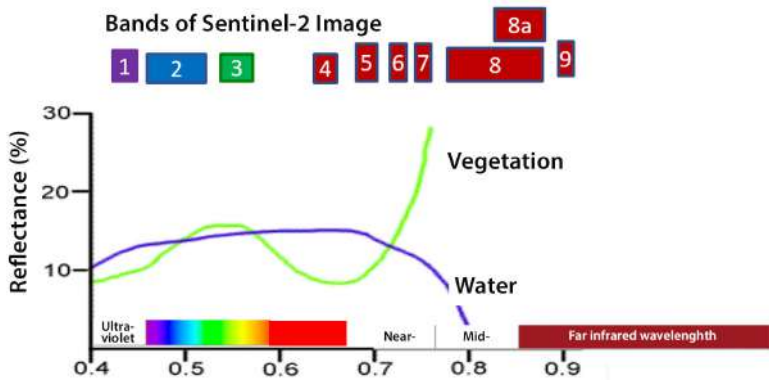 Bands of Sentinel-2 Image
8a
1 2 3 4 5 6 7 8 9
Reflectance (%)
30
20
10
Vegetation
Water
Ultra-
violet
Near-
Mid-
Far infrared wavelenghth
0.4 0.5 0.6 0.7 0.8 0.9